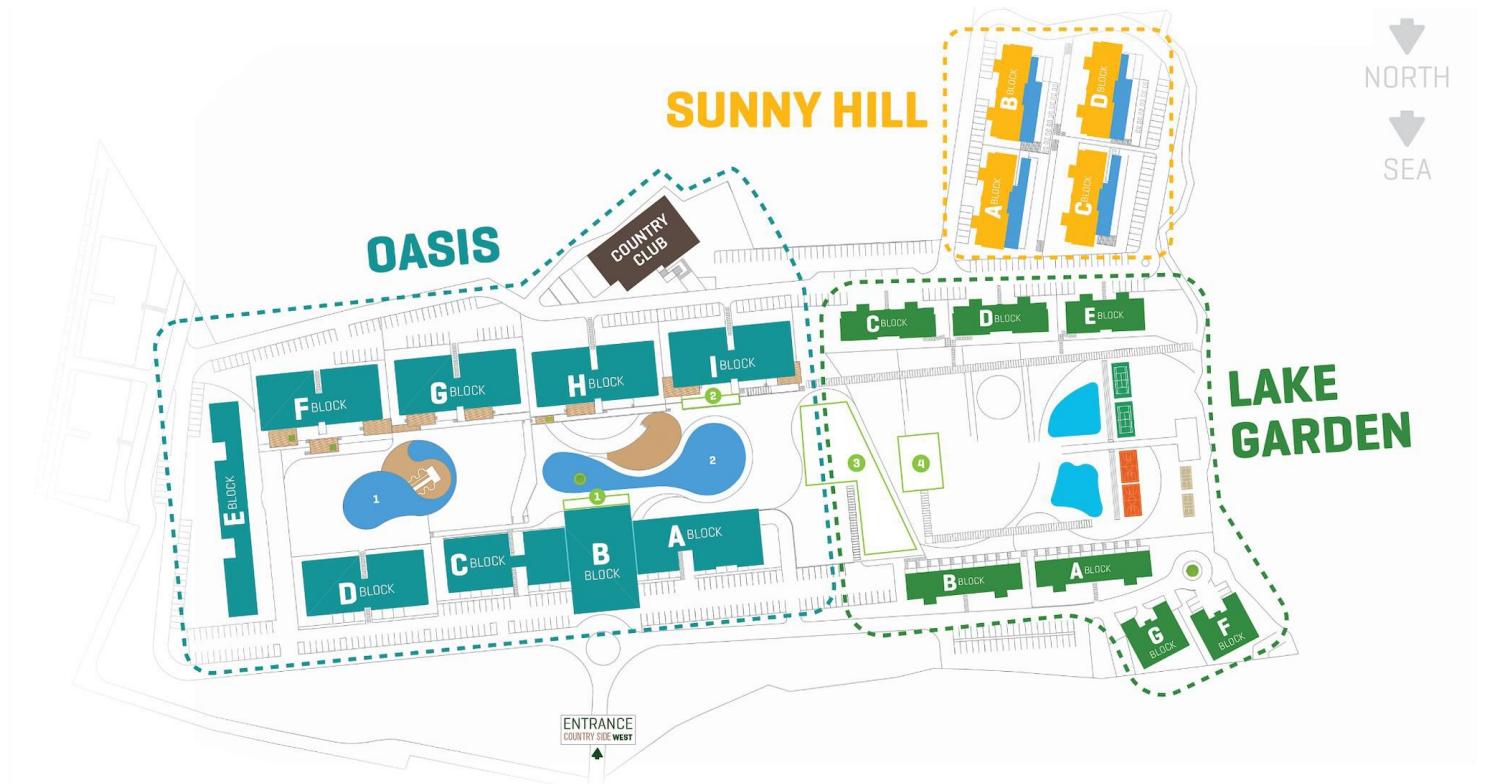 NORTH
SEA
SUNNY HILL
B BLOCK
D BLOCK
A BLOCK
C BLOCK
OASIS
COUNTRY
CLUB
F BLOCK
G BLOCK
H BLOCK
I BLOCK
2
E BLOCK
1
2
1
D BLOCK
C BLOCK
B
BLOCK
A BLOCK
LAKE
GARDEN
C BLOCK
D BLOCK
E BLOCK
3
4
B BLOCK
A BLOCK
G
BLOCK
F
BLOCK
ENTRANCE
COUNTRY SIDE WEST